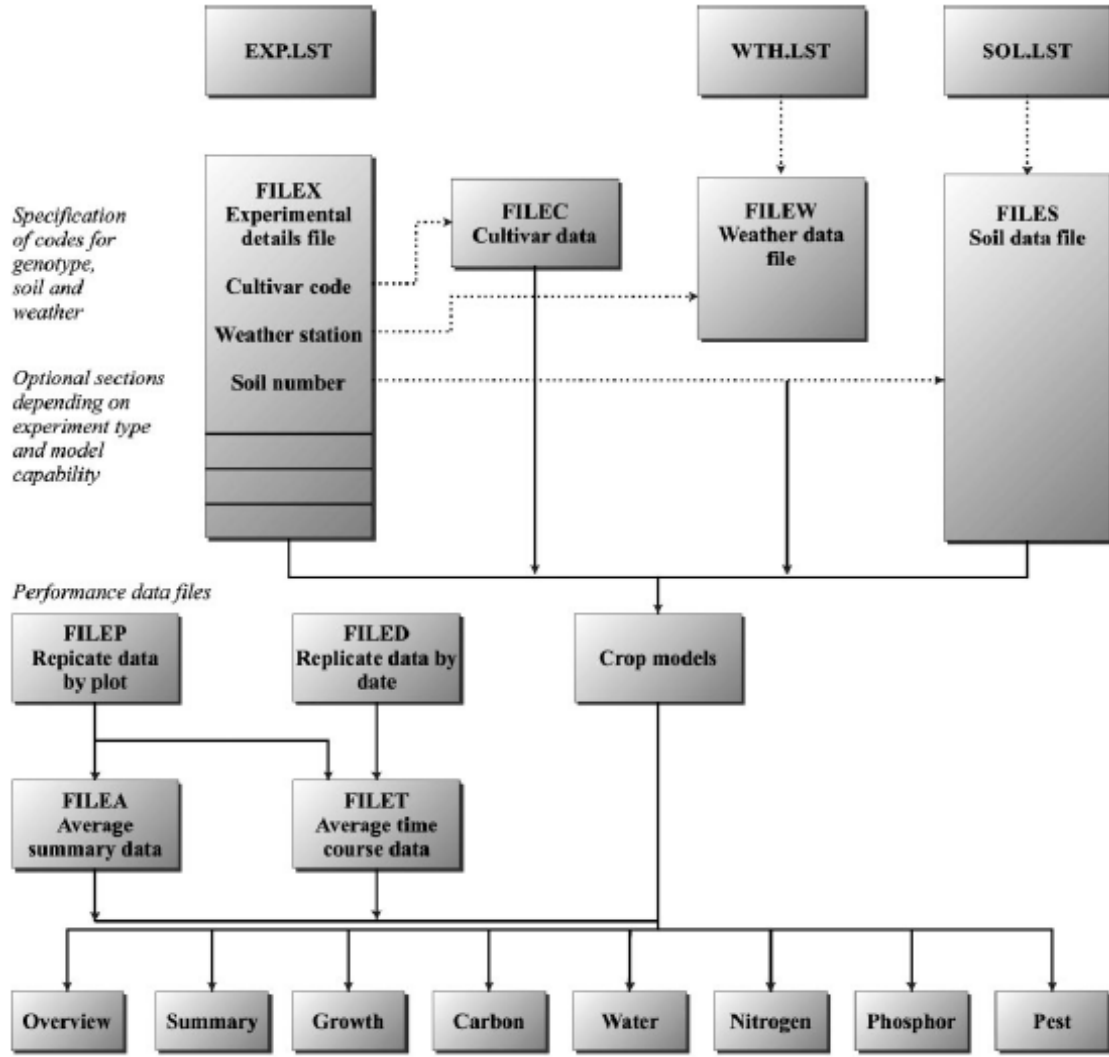 EXP.LST
WTH.LST
SOL.LST
Specification
of codes for
genotype,
soil and
weather
Optional sections
depending on
experiment type
and model
capability
FILEX
Experimental
details file
Cultivar code
Weather station
Soil number
FILEC
Cultivar data
FILEW
Weather data
file
FILES
Soil data file
Performance data files
FILEP
Repicate data
by plot
FILED
Replicate data by
date
Crop models
FILEA
Average
summary data
FILET
Average time
course data
Overview
Summary
Growth
Carbon
Water
Nitrogen
Phosphor
Pest